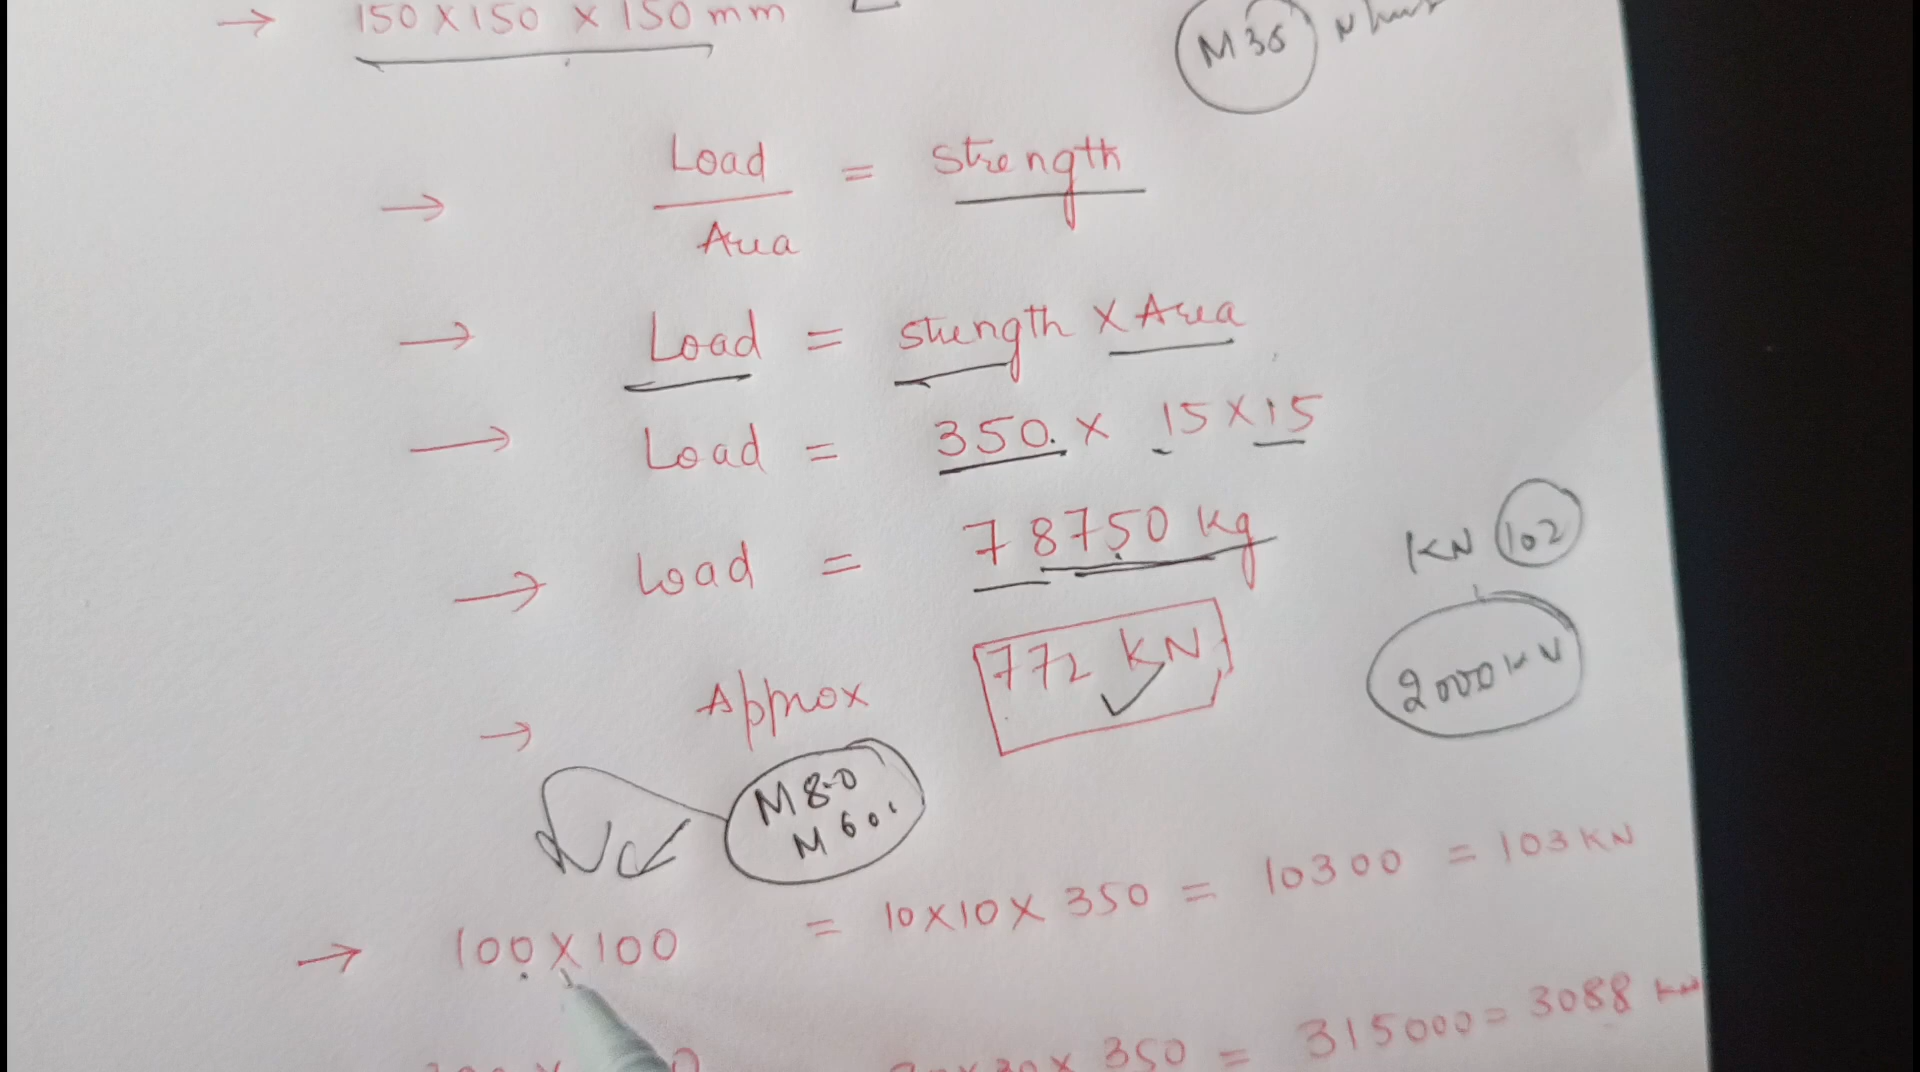 → 150 X 150 X 150 mm
M35
→ Load
Area = Strength
→ Load = Strength X Area
→ Load = 350. X 15 X 15
→ Load = 78750 Kg
KN 102
→ Approx 772 KN
2000 KN
M80
M60
→ 100 X 100 = 10 X 10 X 350 = 10300 = 103 KN
X 350 = 315000 = 3088 KN